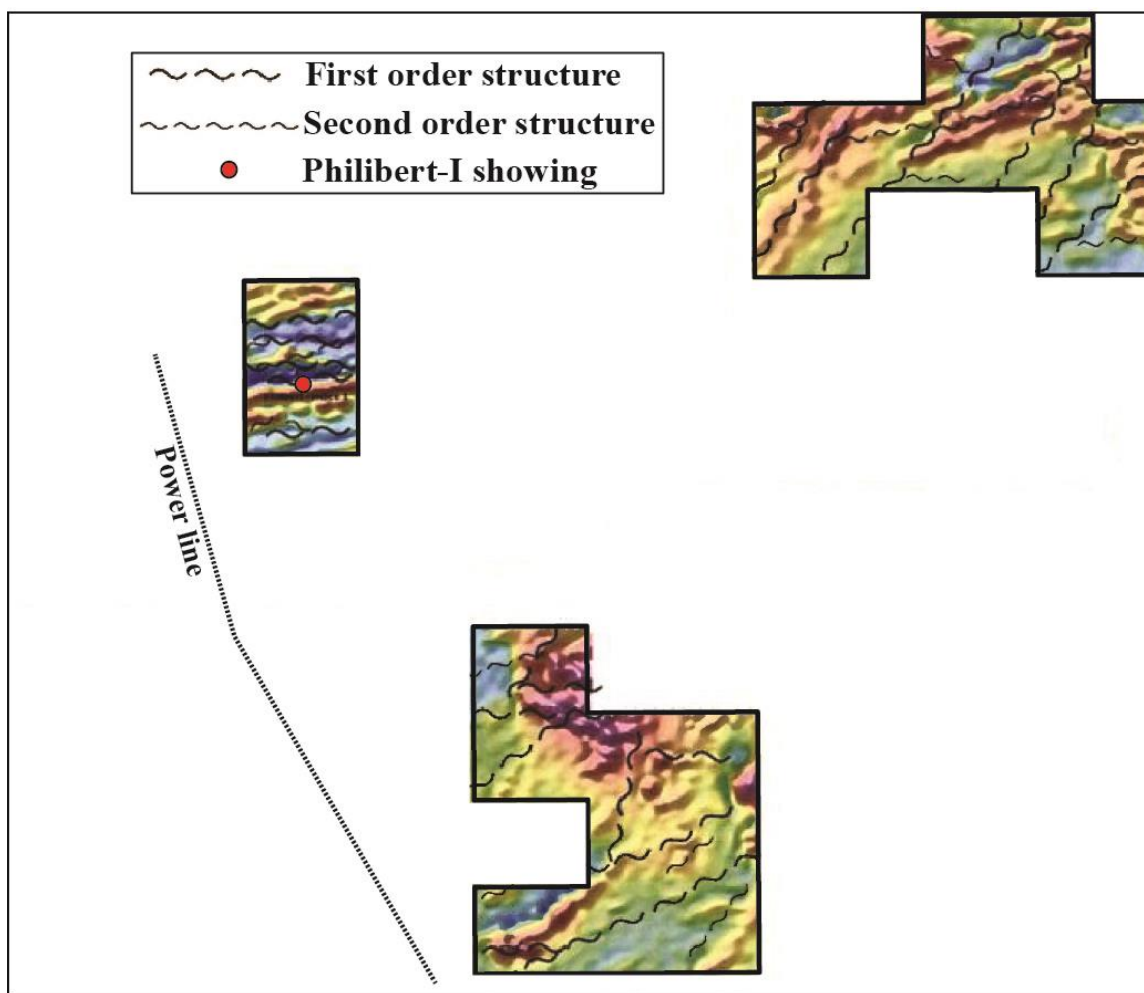 First order structure
Second order structure
Philibert-I showing
Power line